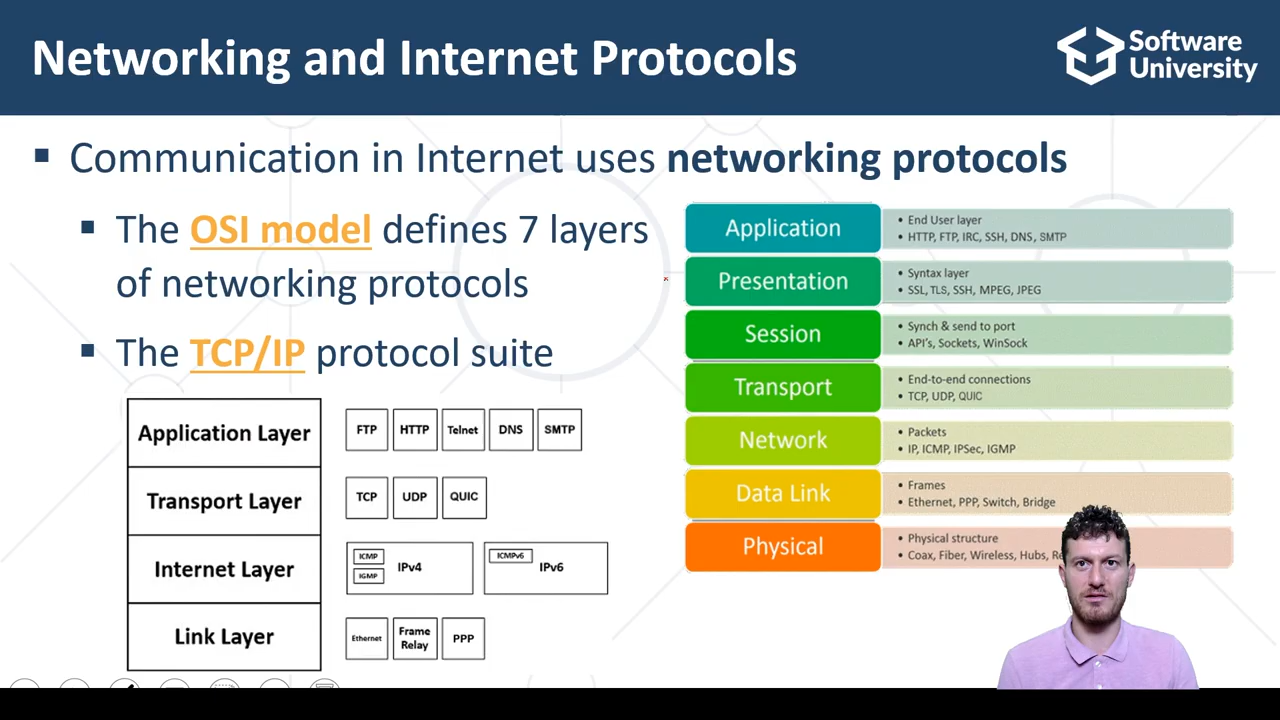 Networking and Internet Protocols
Software
University
▪ Communication in Internet uses networking protocols
▪ The OSI model defines 7 layers
of networking protocols
▪ The TCP/IP protocol suite
Application Layer
FTP
HTTP
Telnet
DNS
SMTP
Transport Layer
TCP
UDP
QUIC
Internet Layer
ICMP
IGMP
IPv4
ICMPv6
IPv6
Link Layer
Ethernet
Frame
Relay
PPP
Application
• End User layer
• HTTP, FTP, IRC, SSH, DNS, SMTP
Presentation
• Syntax layer
• SSL, TLS, SSH, MPEG, JPEG
Session
• Synch & send to port
• API's, Sockets, WinSock
Transport
• End-to-end connections
• TCP, UDP, QUIC
Network
• Packets
• IP, ICMP, IPSec, IGMP
Data Link
• Frames
• Ethernet, PPP, Switch, Bridge
Physical
• Physical structure
• Coax, Fiber, Wireless, Hubs,